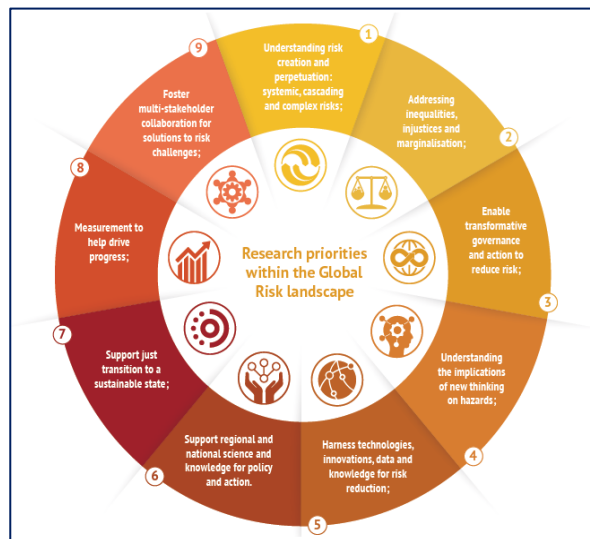 1
Understanding risk
creation and
perpetuation:
systemic, cascading
and complex risks;
2
Addressing
inequalities,
injustices and
marginalisation;
3
Enable
transformative
governance
and action to
reduce risk;
4
Understanding
the implications
of new thinking
on hazards;
5
Harness technologies,
innovations, data and
knowledge for risk
reduction;
6
Support regional and
national science and
knowledge for policy
and action.
7
Support just
transition to a
sustainable state;
8
Measurement to
help drive
progress;
9
Foster
multi-stakeholder
collaboration for
solutions to risk
challenges;
Research priorities
within the Global
Risk landscape